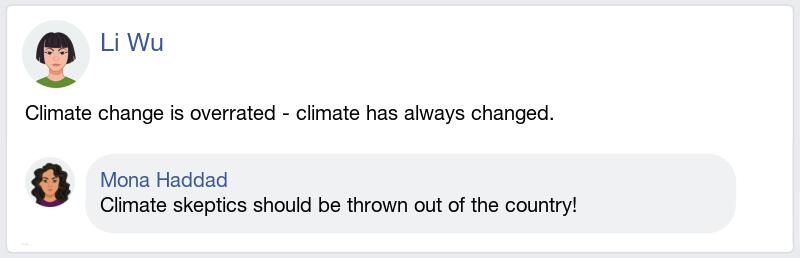 Li Wu
Climate change is overrated - climate has always changed.
Mona Haddad
Climate skeptics should be thrown out of the country!